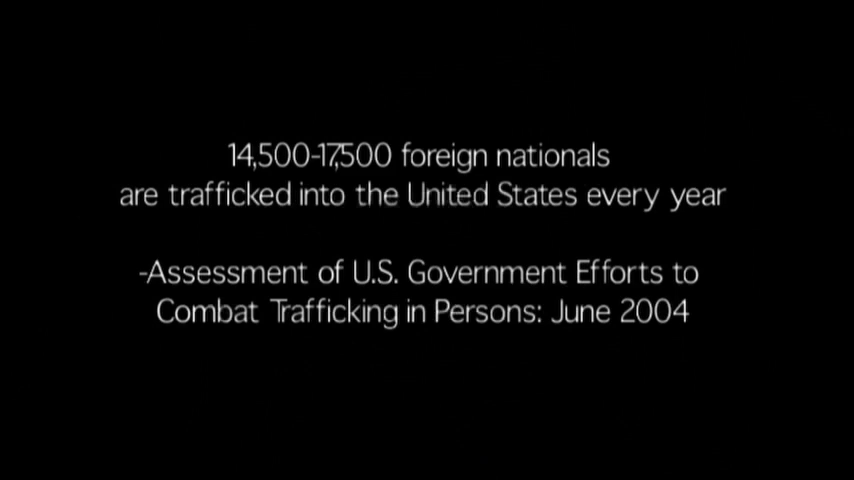 14,500-17,500 foreign nationals
are trafficked into the United States every year
-Assessment of U.S. Government Efforts to
Combat Trafficking in Persons: June 2004